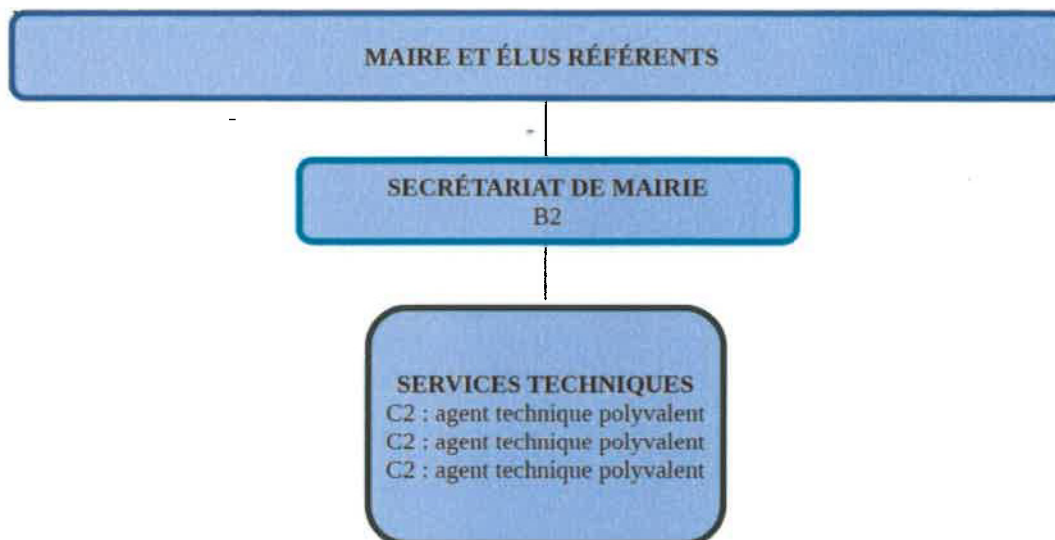 MAIRE ET ÉLUS RÉFÉRENTS
SECRÉTARIAT DE MAIRIE
B2
SERVICES TECHNIQUES
C2 : agent technique polyvalent
C2 : agent technique polyvalent
C2 : agent technique polyvalent